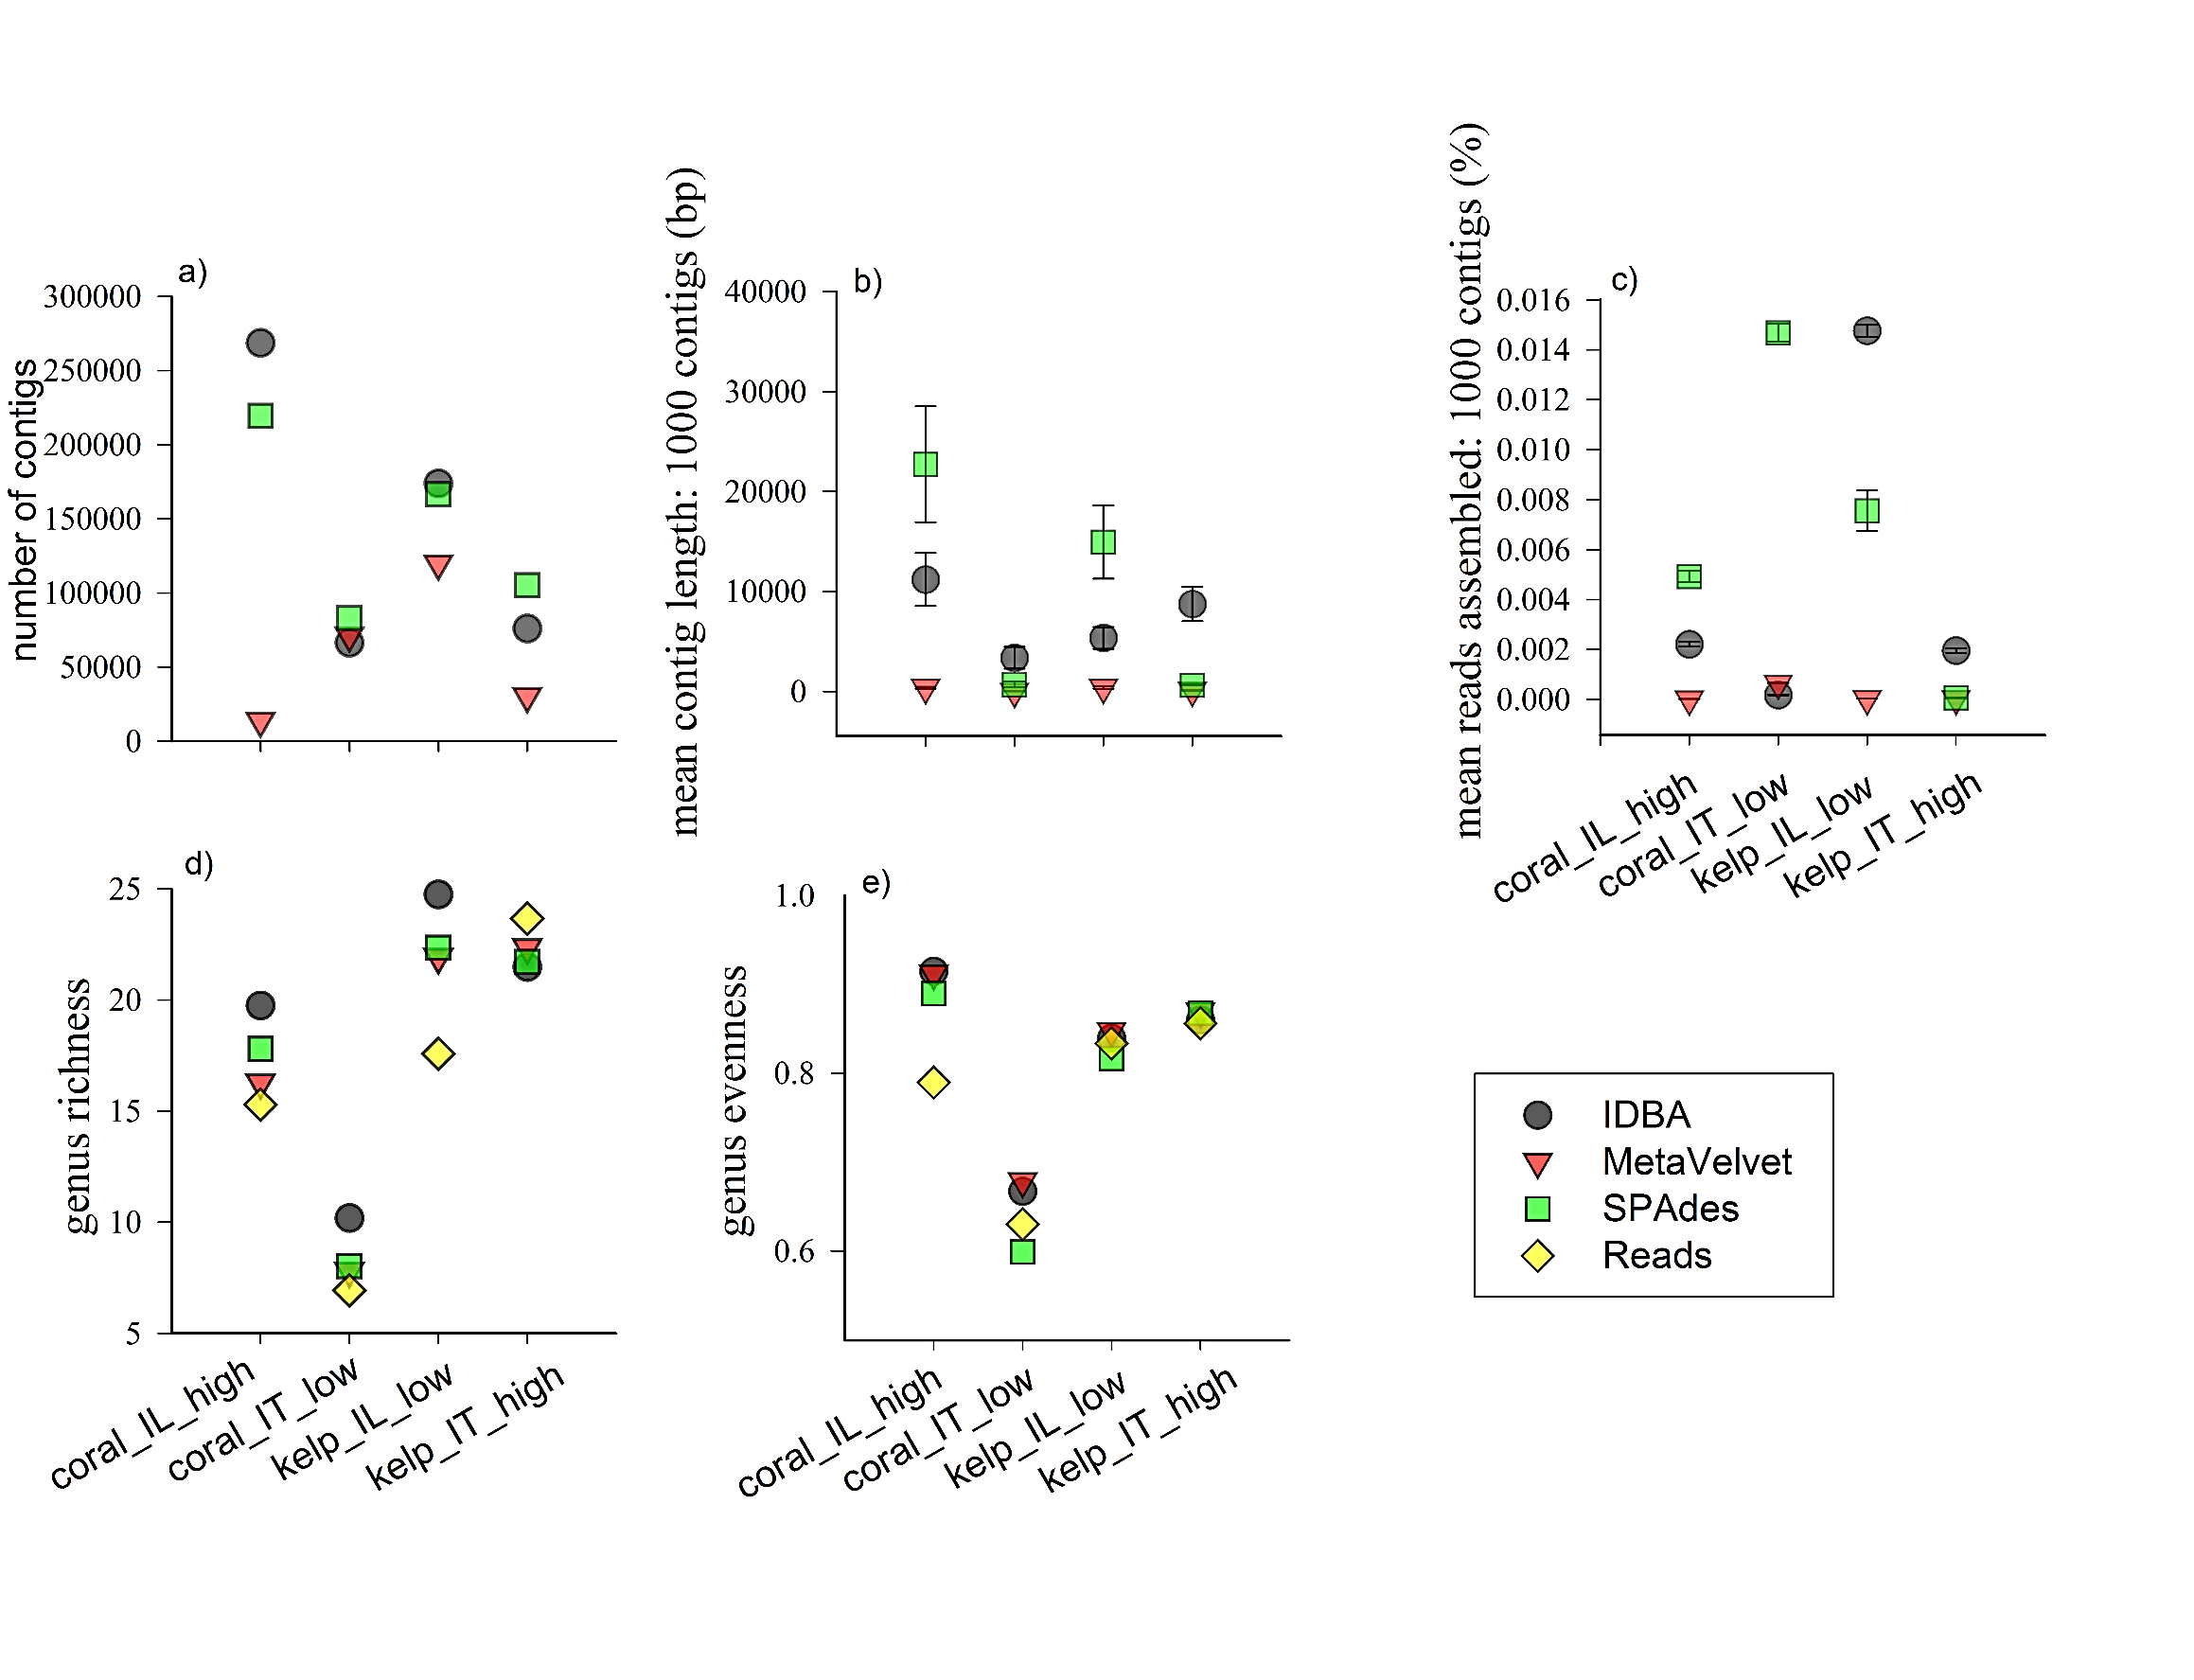 a)
300000
250000
200000
150000
100000
50000
0
number of contigs
b)
40000
30000
20000
10000
0
mean contig length: 1000 contigs (bp)
c)
0.016
0.014
0.012
0.010
0.008
0.006
0.004
0.002
0.000
mean reads assembled: 1000 contigs (%)
coral_IL_high
coral_IT_low
kelp_IL_low
kelp_IT_high
d)
25
20
15
10
5
genus richness
coral_IL_high
coral_IT_low
kelp_IL_low
kelp_IT_high
e)
1.0
0.8
0.6
genus evenness
coral_IL_high
coral_IT_low
kelp_IL_low
kelp_IT_high
IDBA
MetaVelvet
SPAdes
Reads